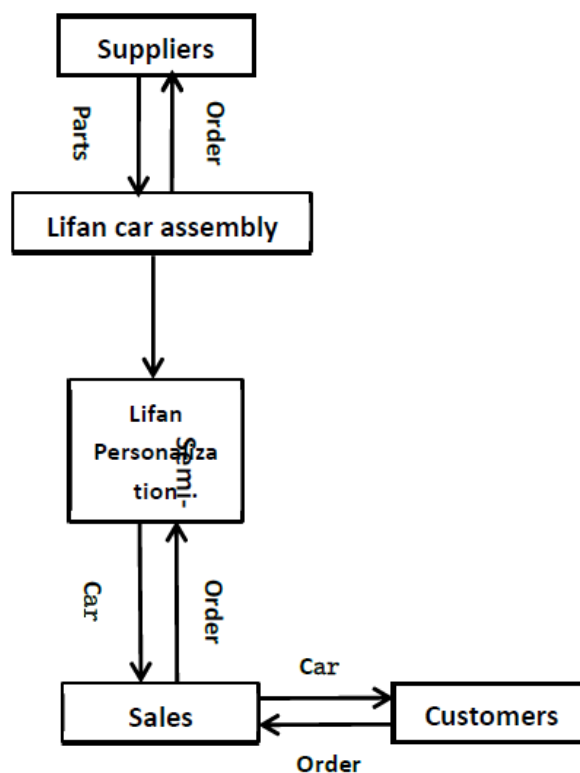 Suppliers
Parts
Order
Lifan car assembly
Lifan
Personaliza
tion..
Semi-
Car
Order
Sales
Car
Customers
Order